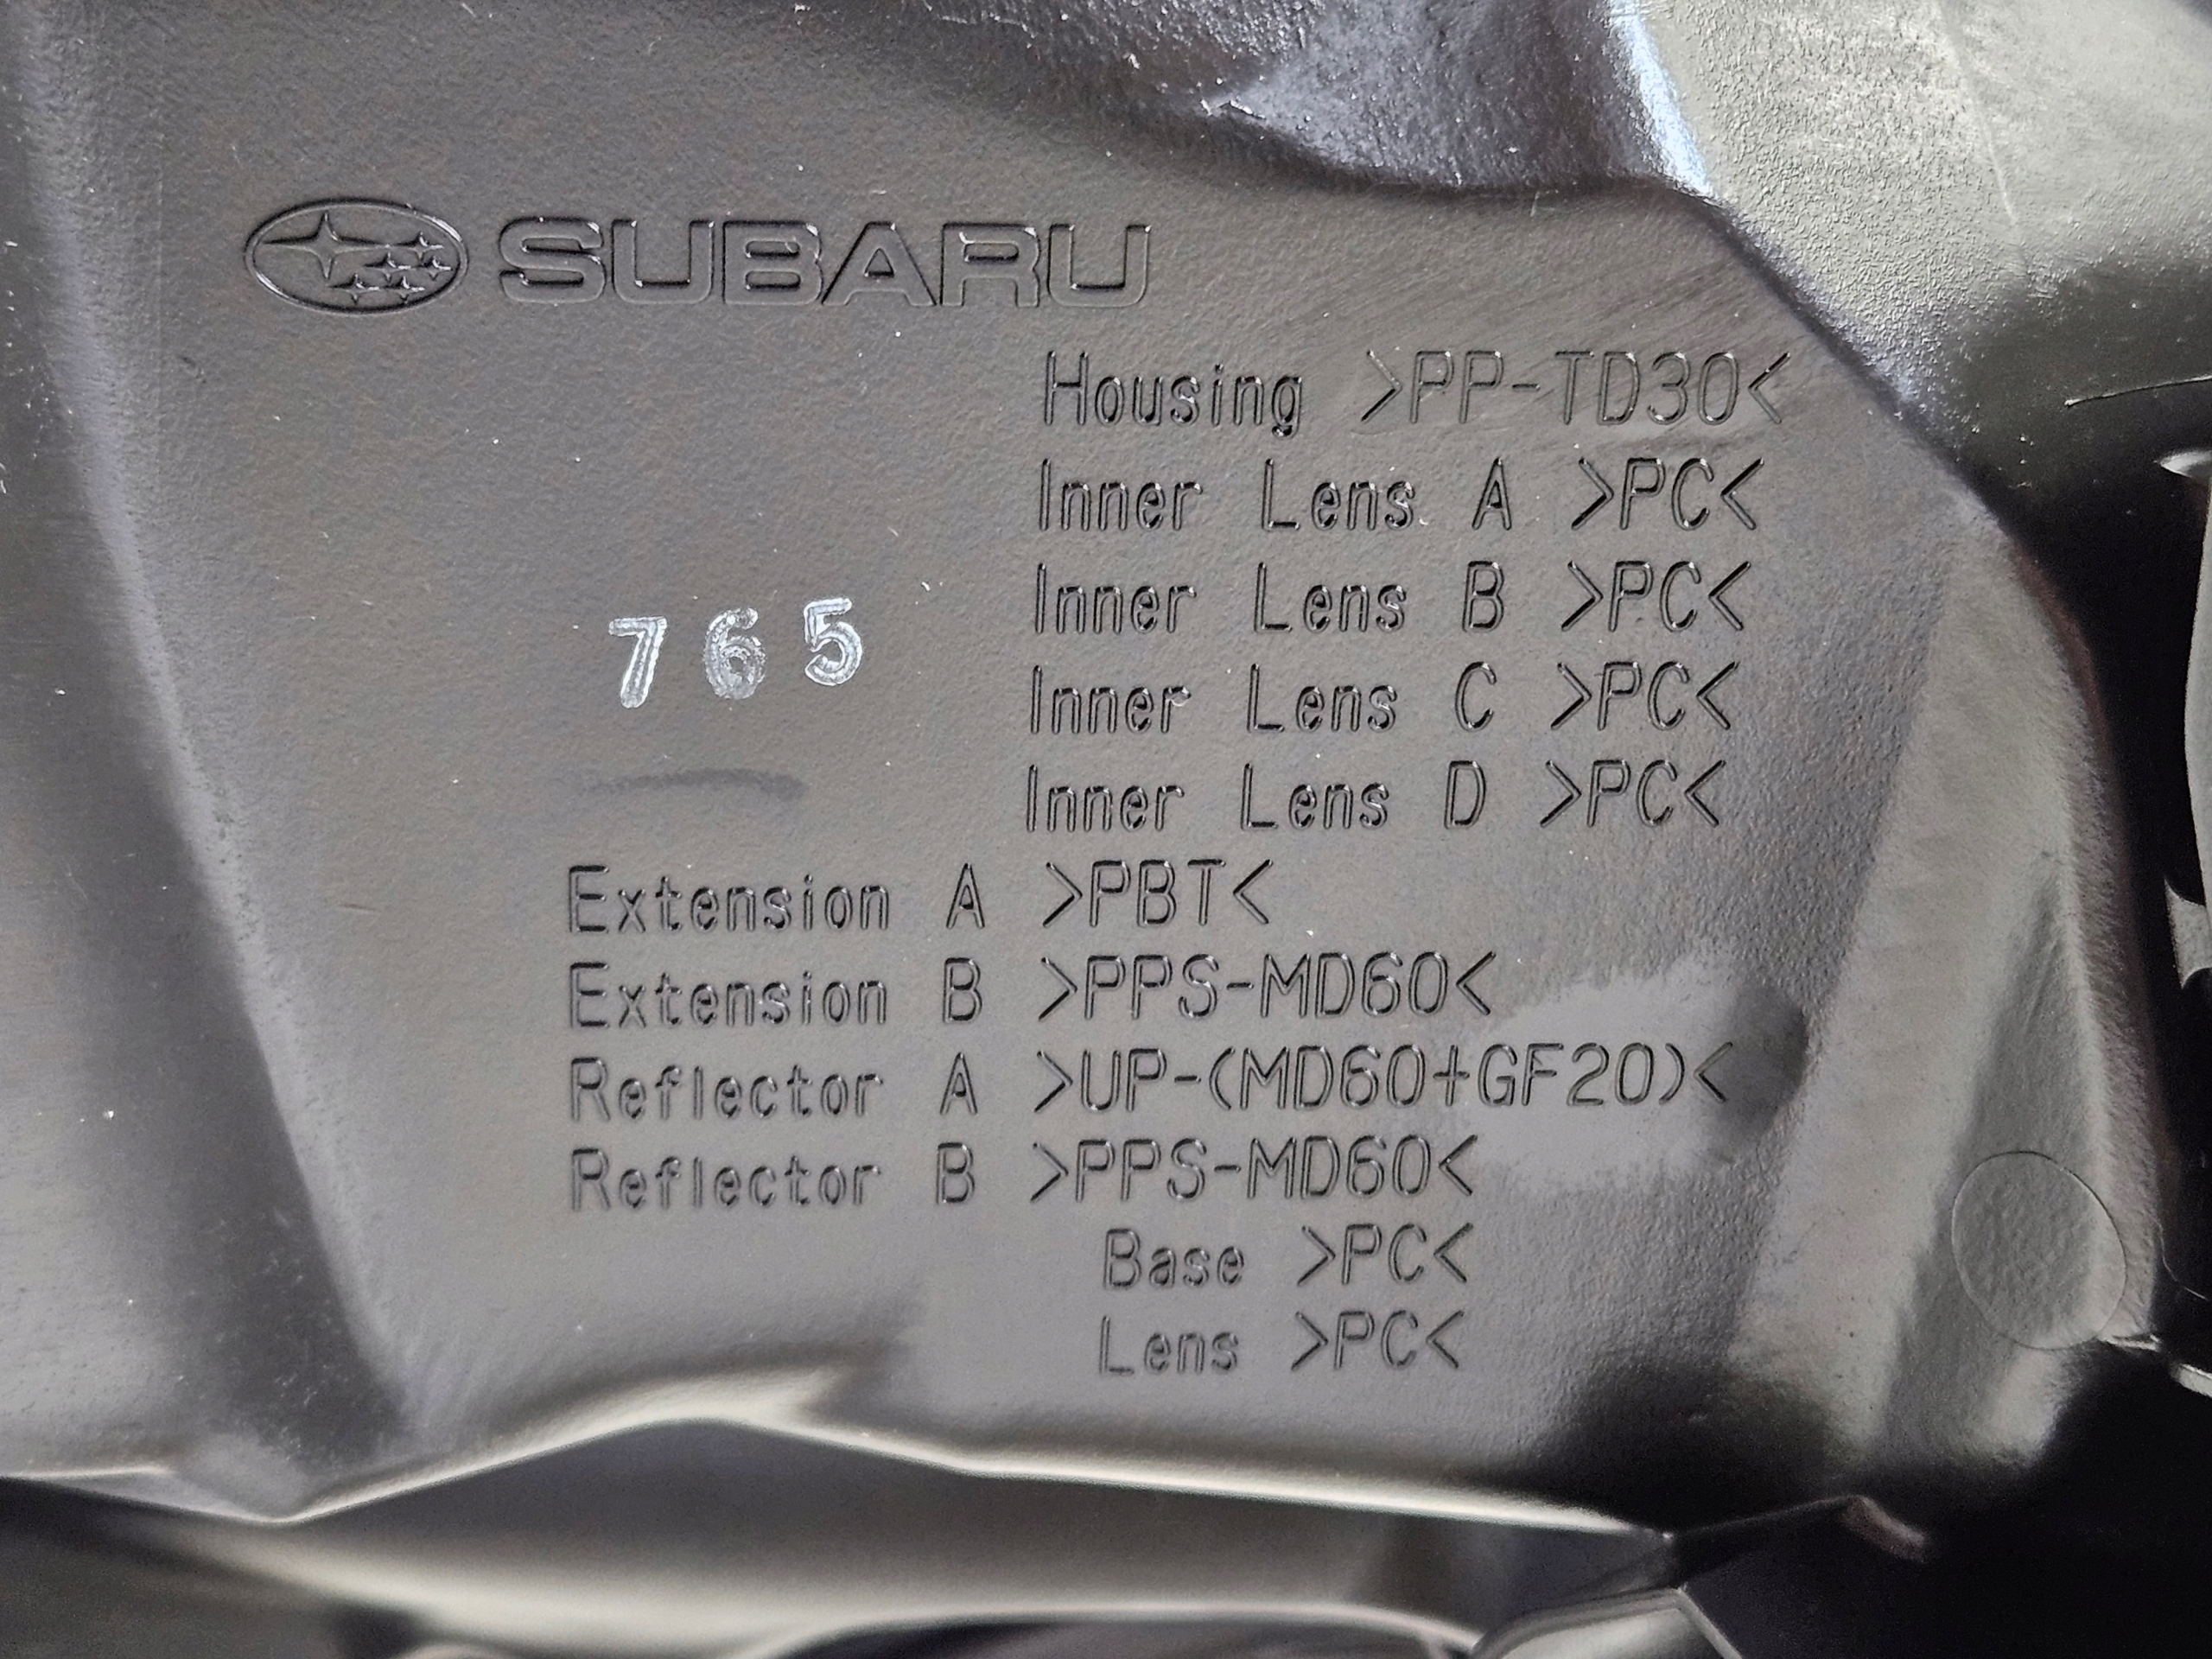 SUBARU
Housing >PP-TD30<
Inner Lens A >PC<
Inner Lens B >PC<
765
Inner Lens C >PC<
Inner Lens D >PC<
Extension A >PBT<
Extension B >PPS-MD60<
Reflector A >UP-(MD60+GF20)<
Reflector B >PPS-MD60<
Base >PC<
Lens >PC<